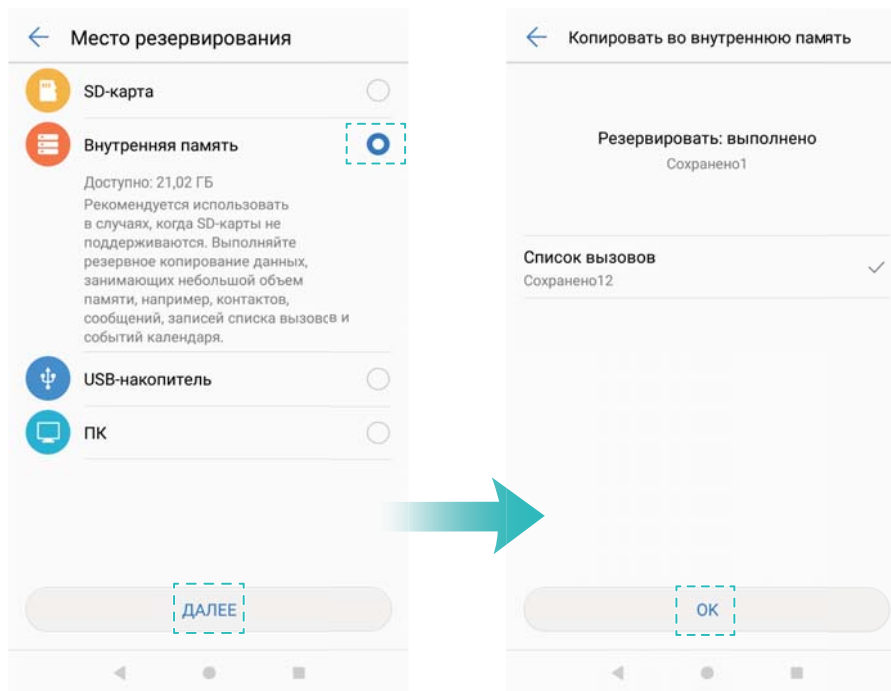 Место резервирования
SD-карта
Внутренняя память
Доступно: 21,02 ГБ
Рекомендуется использовать
в случаях, когда SD-карты не
поддерживаются. Выполняйте
резервное копирование данных,
занимающих небольшой объем
памяти, например, контактов,
сообщений, записей списка вызовов и
событий календаря.
USB-накопитель
ПК
ДАЛЕЕ
Копировать во внутреннюю память
Резервировать: выполнено
Сохранено1
Список вызовов
Сохранено12
ОК